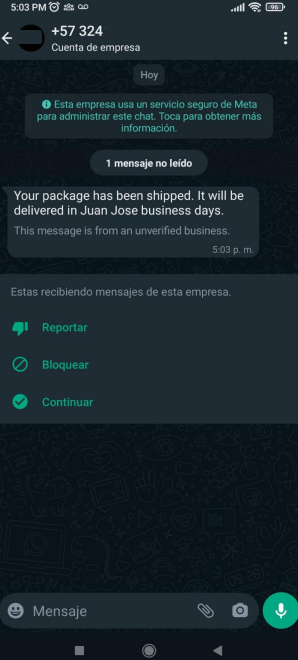 5:03 PM
96
+57 324
Cuenta de empresa
Hoy
Esta empresa usa un servicio seguro de Meta
para administrar este chat. Toca para obtener más
información.
1 mensaje no leído
Your package has been shipped. It will be
delivered in Juan Jose business days.
This message is from an unverified business.
5:03 p. m.
Estas recibiendo mensajes de esta empresa.
Reportar
Bloquear
Continuar
Mensaje